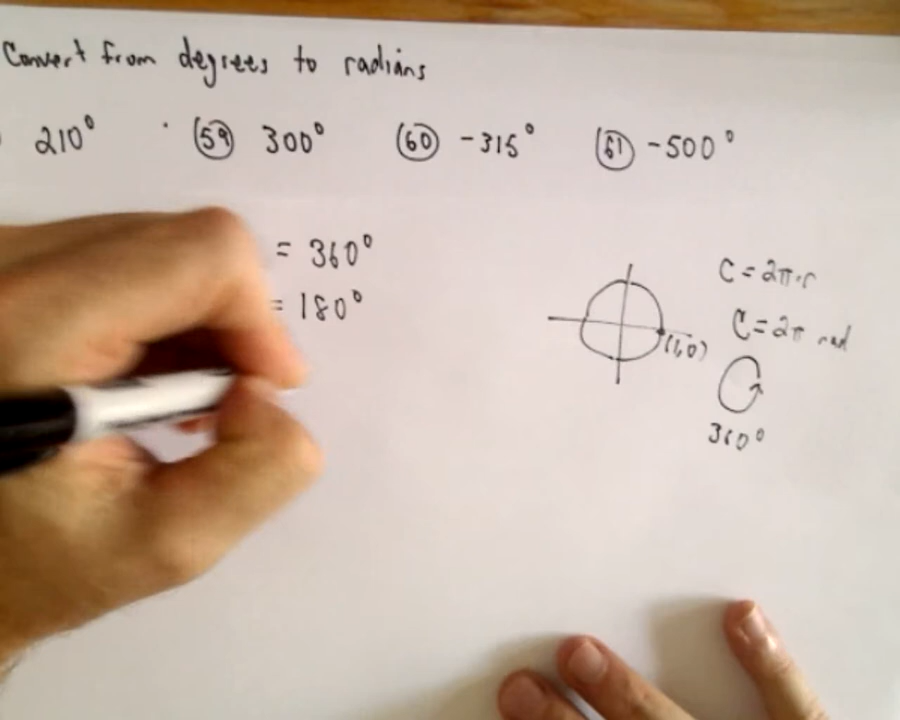 Convert from degrees to radians
210° (59) 300° (60) -315° (61) -500°
= 360°
= 180°
C = 2π·r
C = 2π rad
(1,0)
360°